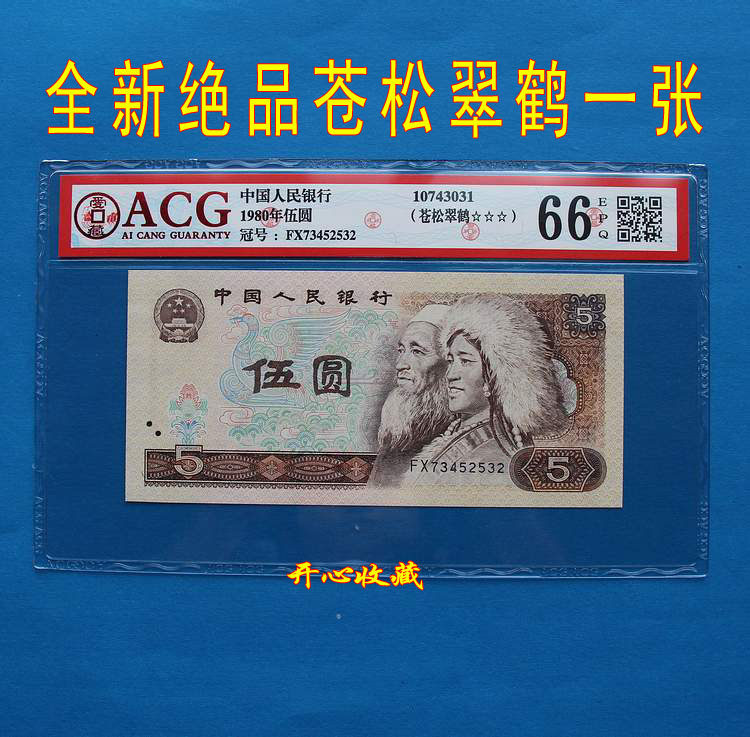 全新绝品苍松翠鹤一张
ACG
AI CANG GUARANTY
中国人民银行
1980年伍圆
冠号：FX73452532
10743031
（苍松翠鹤☆☆☆）
66
EPQ
中国人民银行
5
伍圆
5
FX73452532
5
开心收藏